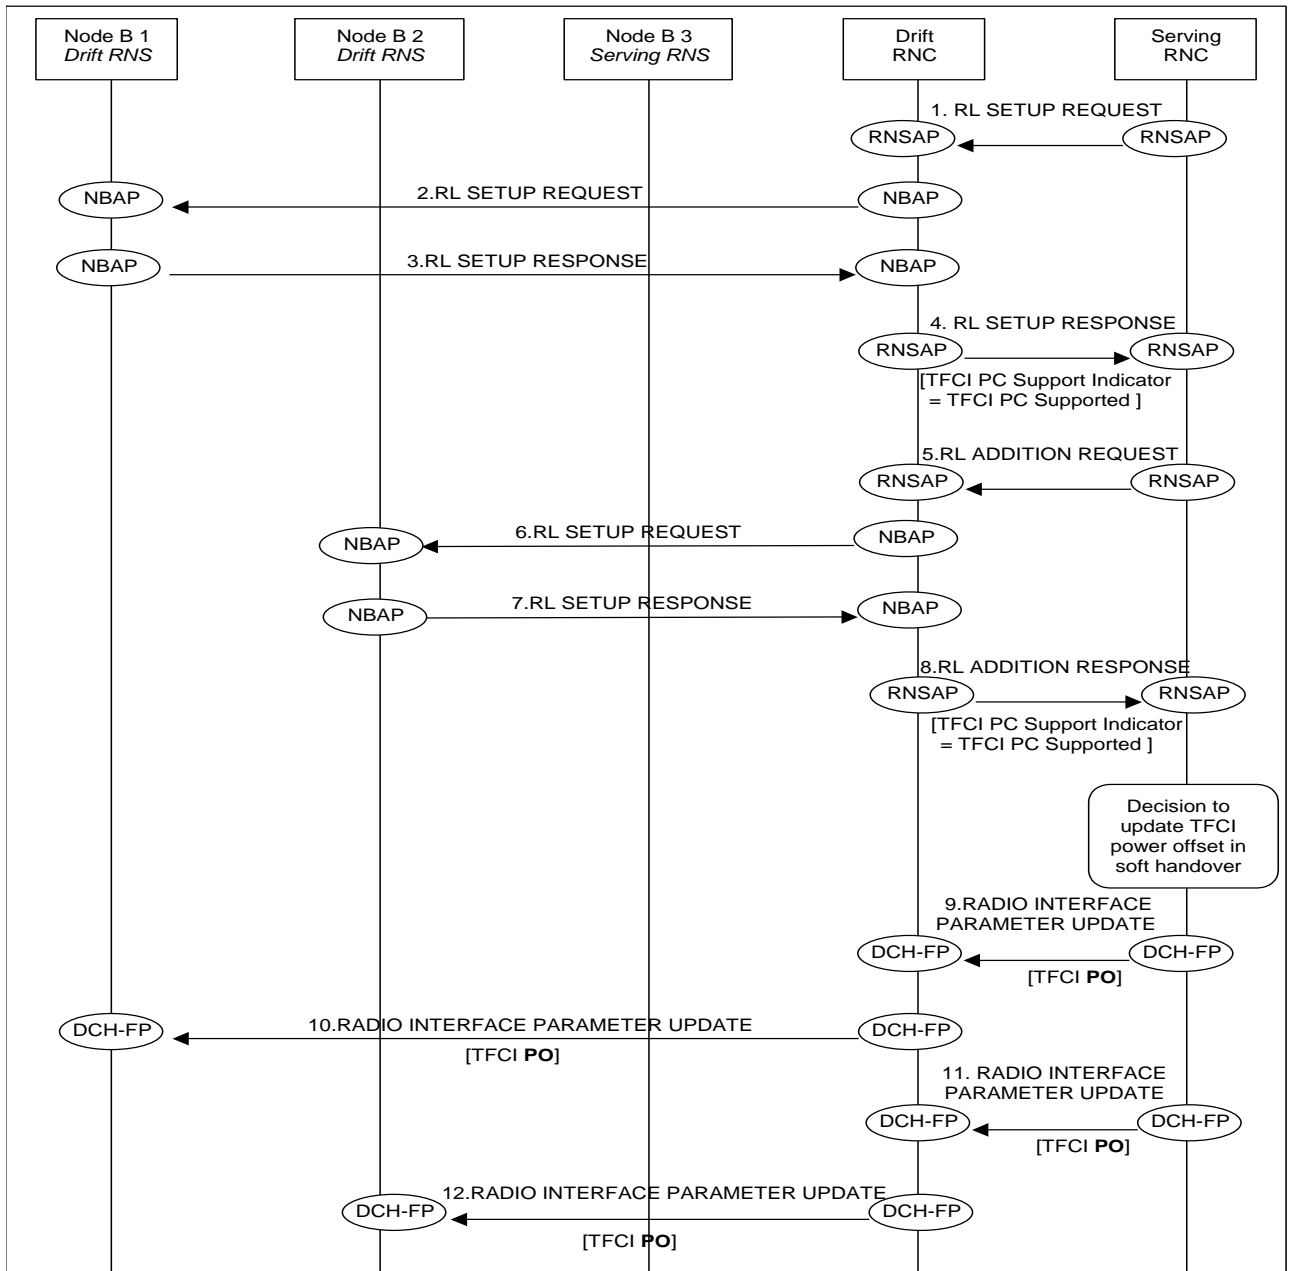 Node B 1
Drift RNS
Node B 2
Drift RNS
Node B 3
Serving RNS
Drift
RNC
Serving
RNC
1. RL SETUP REQUEST
RNSAP
RNSAP
NBAP
2.RL SETUP REQUEST
NBAP
NBAP
3.RL SETUP RESPONSE
NBAP
4. RL SETUP RESPONSE
RNSAP
RNSAP
[TFCI PC Support Indicator
= TFCI PC Supported ]
5.RL ADDITION REQUEST
RNSAP
RNSAP
NBAP
6.RL SETUP REQUEST
NBAP
NBAP
7.RL SETUP RESPONSE
NBAP
8.RL ADDITION RESPONSE
RNSAP
RNSAP
[TFCI PC Support Indicator
= TFCI PC Supported ]
Decision to
update TFCI
power offset in
soft handover
9.RADIO INTERFACE
PARAMETER UPDATE
DCH-FP
DCH-FP
[TFCI PO]
DCH-FP
10.RADIO INTERFACE PARAMETER UPDATE
DCH-FP
[TFCI PO]
11. RADIO INTERFACE
PARAMETER UPDATE
DCH-FP
DCH-FP
[TFCI PO]
DCH-FP
12.RADIO INTERFACE PARAMETER UPDATE
DCH-FP
[TFCI PO]